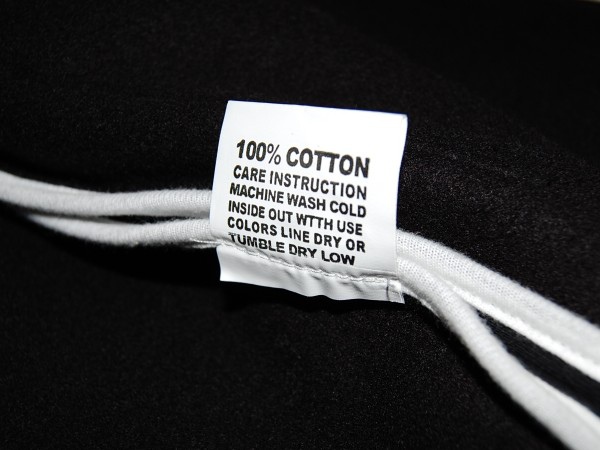 100% COTTON
CARE INSTRUCTION
MACHINE WASH COLD
INSIDE OUT WTTH USE
COLORS LINE DRY OR
TUMBLE DRY LOW